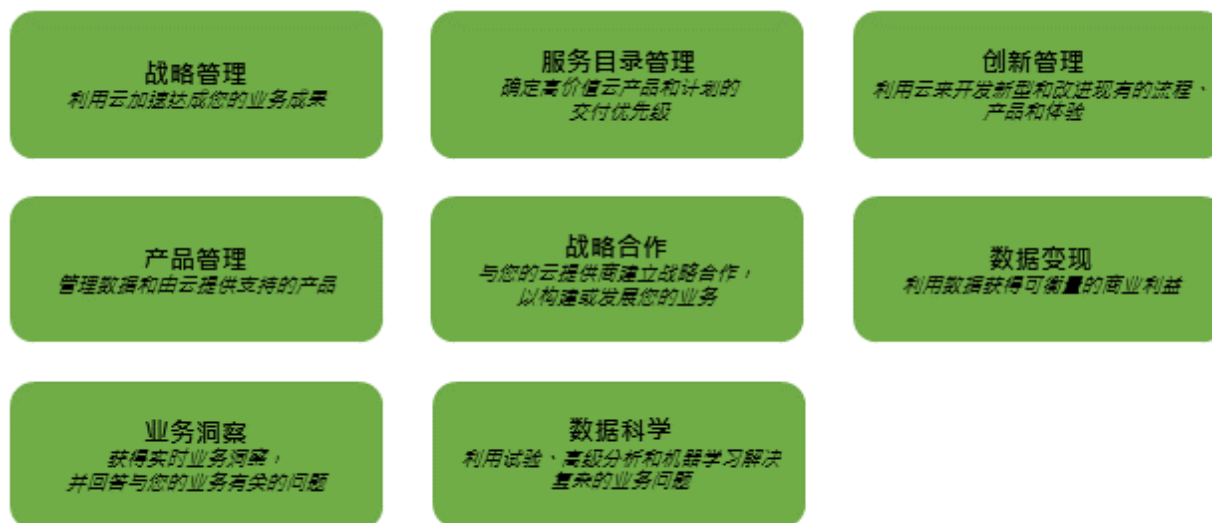 战略管理
利用云加速达成您的业务成果
服务目录管理
确定高价值云产品和计划的
交付优先级
创新管理
利用云来开发新型和改进现有的流程、
产品和体验
产品管理
管理数据和由云提供支持的产品
战略合作
与您的云提供商建立战略合作，
以构建或发展您的业务
数据变现
利用数据获得可衡量的商业利益
业务洞察
获得实时业务洞察，
并回答与您的业务有关的问题
数据科学
利用试验、高级分析和机器学习解决
复杂的业务问题